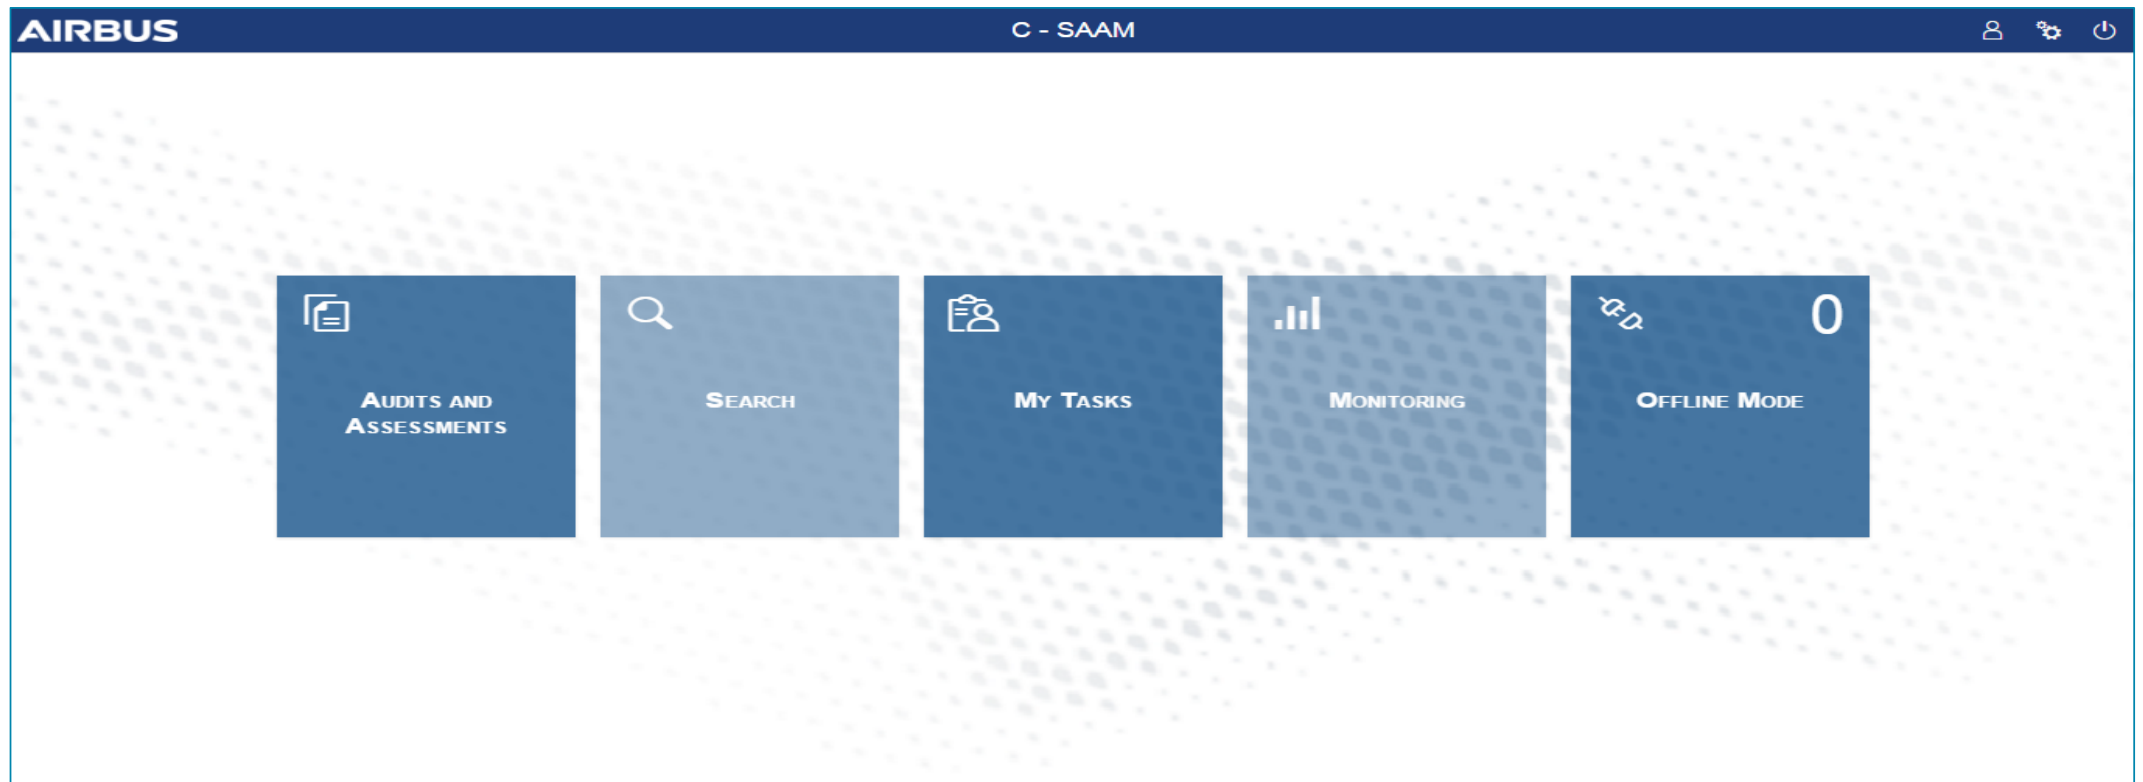 AIRBUS
C - SAAM
0
Audits and
Assessments
Search
My Tasks
Monitoring
Offline Mode